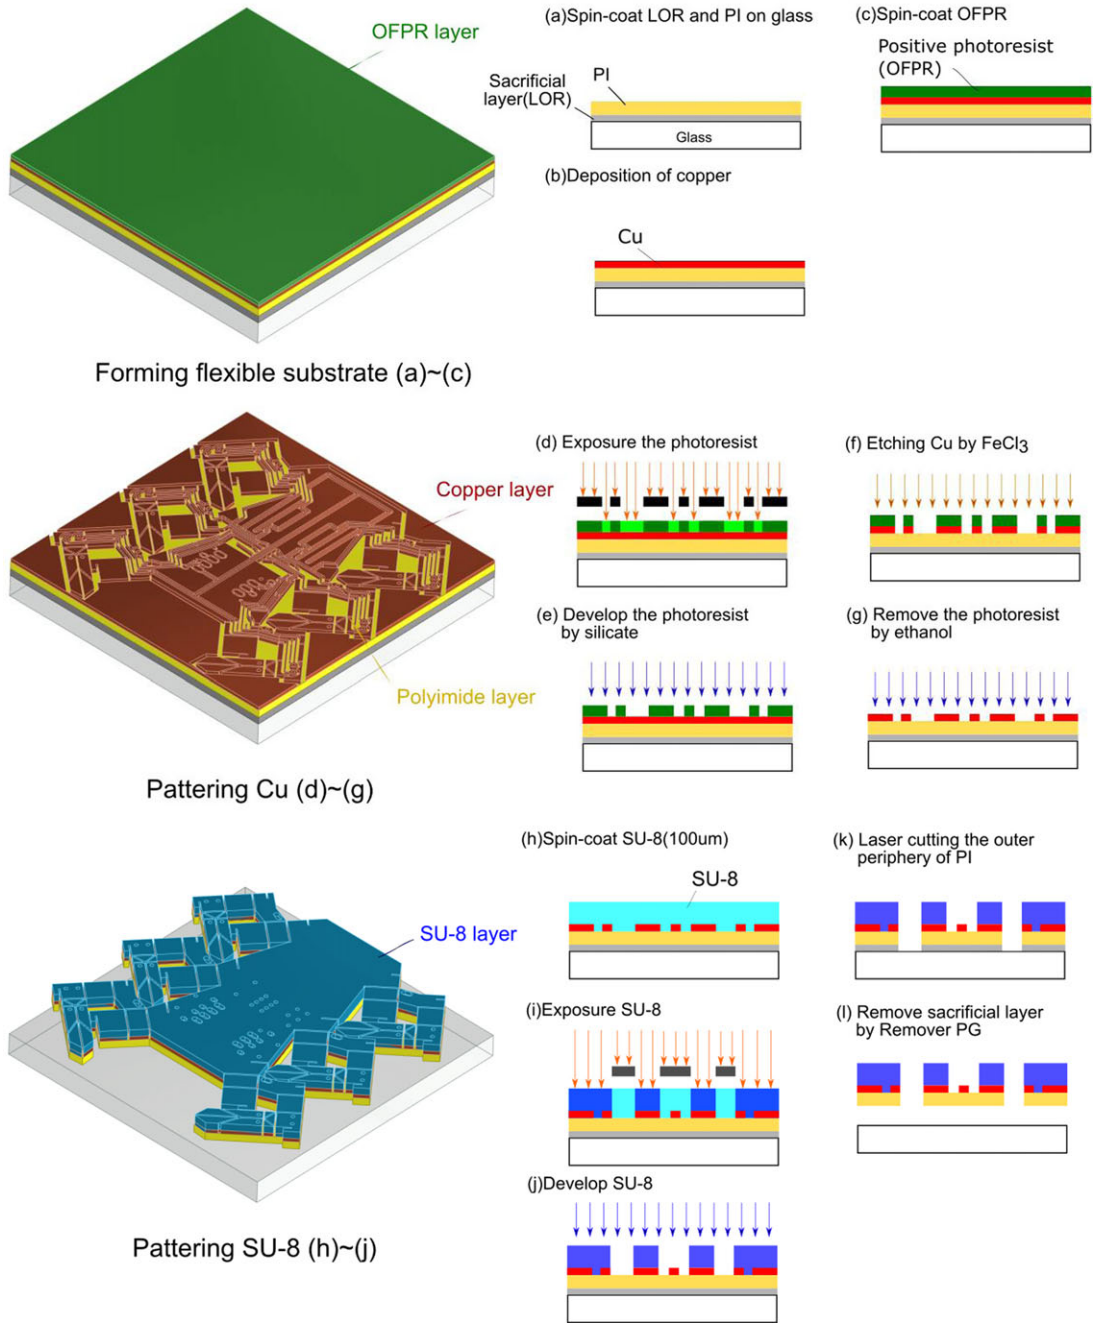 OFPR layer
Forming flexible substrate (a)~(c)
(a)Spin-coat LOR and PI on glass
Sacrificial
layer(LOR)
PI
Glass
(b)Deposition of copper
Cu
(c)Spin-coat OFPR
Positive photoresist
(OFPR)
Copper layer
Polyimide layer
Pattering Cu (d)~(g)
(d) Exposure the photoresist
(e) Develop the photoresist
by silicate
(f) Etching Cu by FeCl3
(g) Remove the photoresist
by ethanol
SU-8 layer
Pattering SU-8 (h)~(j)
(h)Spin-coat SU-8(100um)
SU-8
(i)Exposure SU-8
(j)Develop SU-8
(k) Laser cutting the outer
periphery of PI
(l) Remove sacrificial layer
by Remover PG